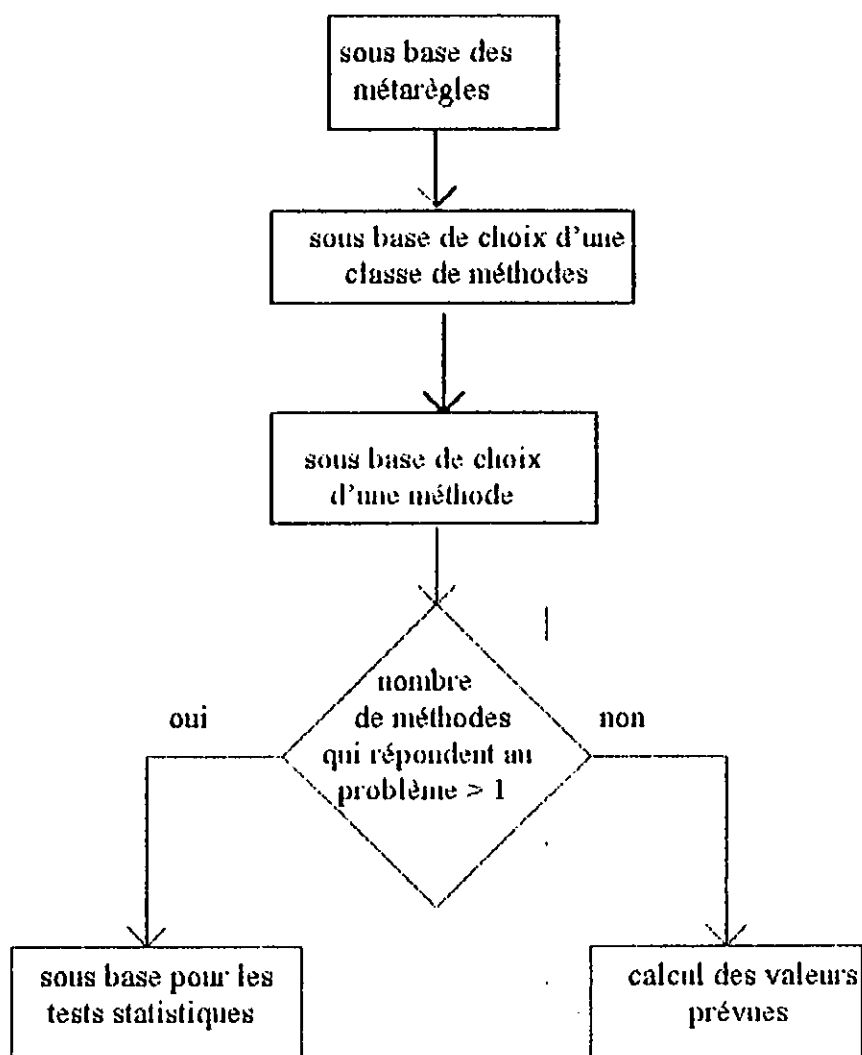 sous base des
métarègles
sous base de choix d'une
classe de méthodes
sous base de choix
d'une méthode
nombre
de méthodes
qui répondent au
problème > 1
oui
non
sous base pour les
tests statistiques
calcul des valeurs
prévues